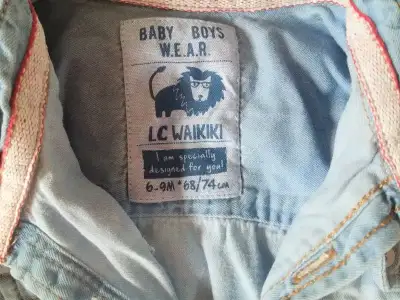 BABY BOYS
W.E.A.R.
LC WAIKIKI
I am specially
designed for you!
6-9M*68/74cm